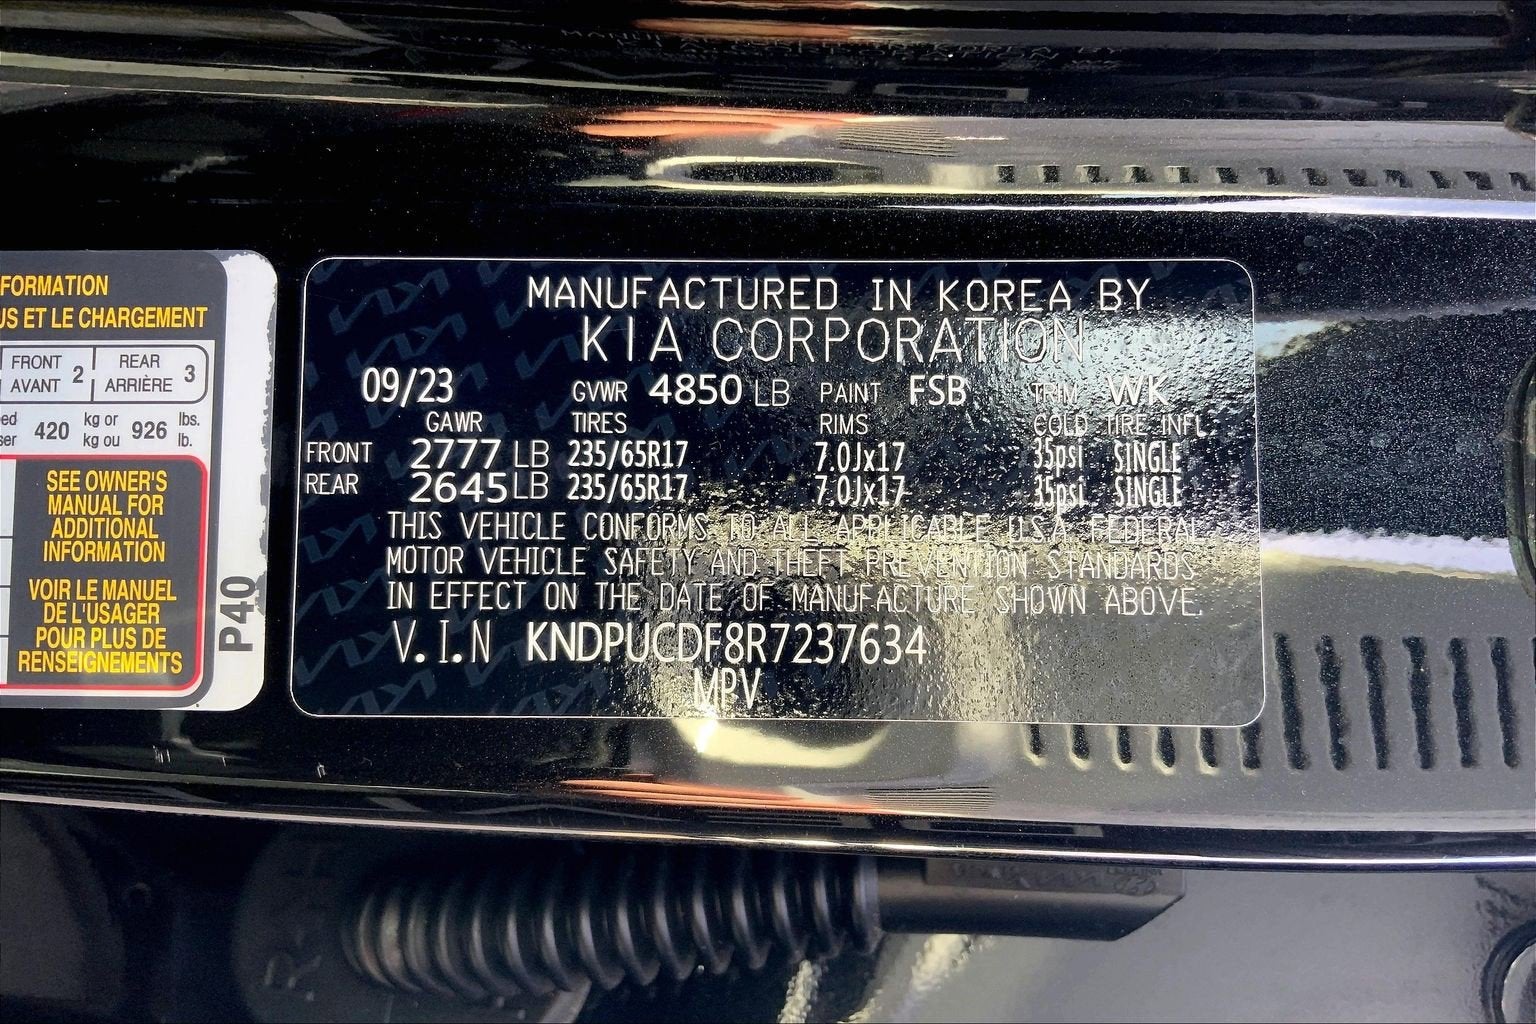 FORMATION
US ET LE CHARGEMENT
FRONT
AVANT 2
REAR
ARRIÈRE 3
420 kg or
kg ou 926 lbs.
lb.
SEE OWNER'S
MANUAL FOR
ADDITIONAL
INFORMATION
VOIR LE MANUEL
DE L'USAGER
POUR PLUS DE
RENSEIGNEMENTS
P40
MANUFACTURED IN KOREA BY
KIA CORPORATION
09/23 GVWR 4850 LB PAINT FSB TRIM WK
GAWR TIRES RIMS COLD TIRE INFL
FRONT 2777 LB 235/65R17 7.0Jx17 35psi SINGLE
REAR 2645 LB 235/65R17 7.0Jx17 35psi SINGLE
THIS VEHICLE CONFORMS TO ALL APPLICABLE U.S.A FEDERAL
MOTOR VEHICLE SAFETY AND THEFT PREVENTION STANDARDS
IN EFFECT ON THE DATE OF MANUFACTURE SHOWN ABOVE.
V.I.N KNDPUCDF8R7237634
MPV